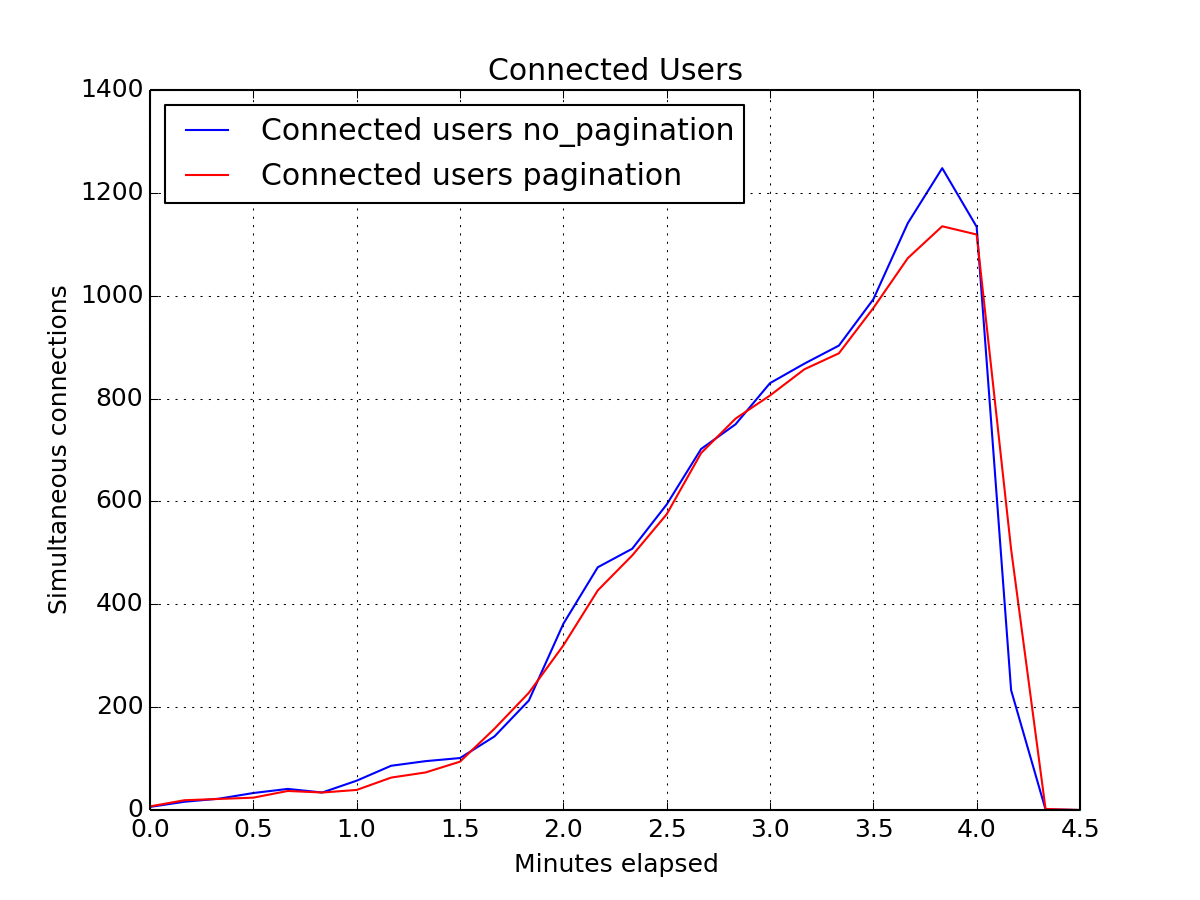 Connected Users
1400
Connected users no_pagination
Connected users pagination
1200
1000
800
600
400
200
0
Simultaneous connections
0.0 0.5 1.0 1.5 2.0 2.5 3.0 3.5 4.0 4.5
Minutes elapsed